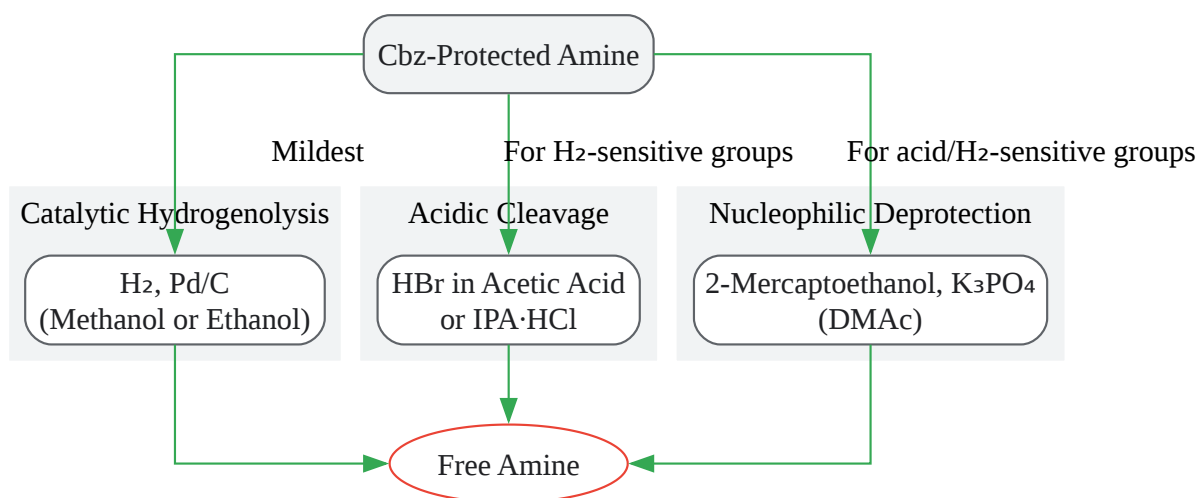 Cbz-Protected Amine
Mildest
For H₂-sensitive groups
For acid/H₂-sensitive groups
Catalytic Hydrogenolysis
Acidic Cleavage
Nucleophilic Deprotection
H₂, Pd/C
(Methanol or Ethanol)
HBr in Acetic Acid
or IPA·HCl
2-Mercaptoethanol, K₃PO₄
(DMAc)
Free Amine